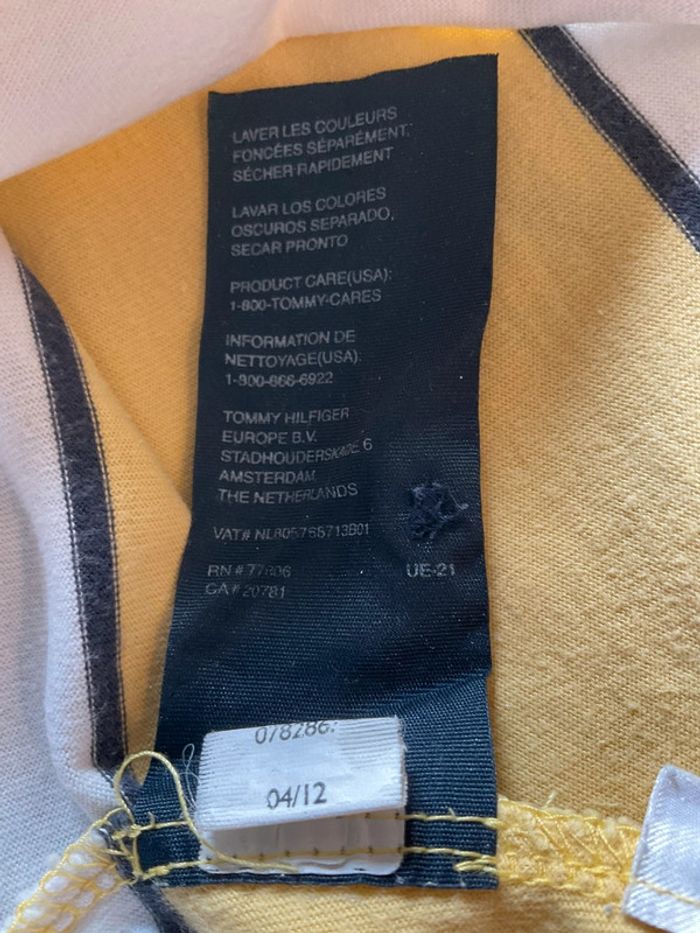 LAVER LES COULEURS
FONCÉES SÉPARÉMENT.
SÉCHER RAPIDEMENT
LAVAR LOS COLORES
OSCUROS SEPARADO,
SECAR PRONTO
PRODUCT CARE(USA):
1-800-TOMMY-CARES
INFORMATION DE
NETTOYAGE(USA).
1-800-866-6922
TOMMY HILFIGER
EUROPE B.V.
STADHOUDERSKADE 6
AMSTERDAM
THE NETHERLANDS
VAT# NL805765713B01
RN # 77806 UE-21
CA # 20781
04/12